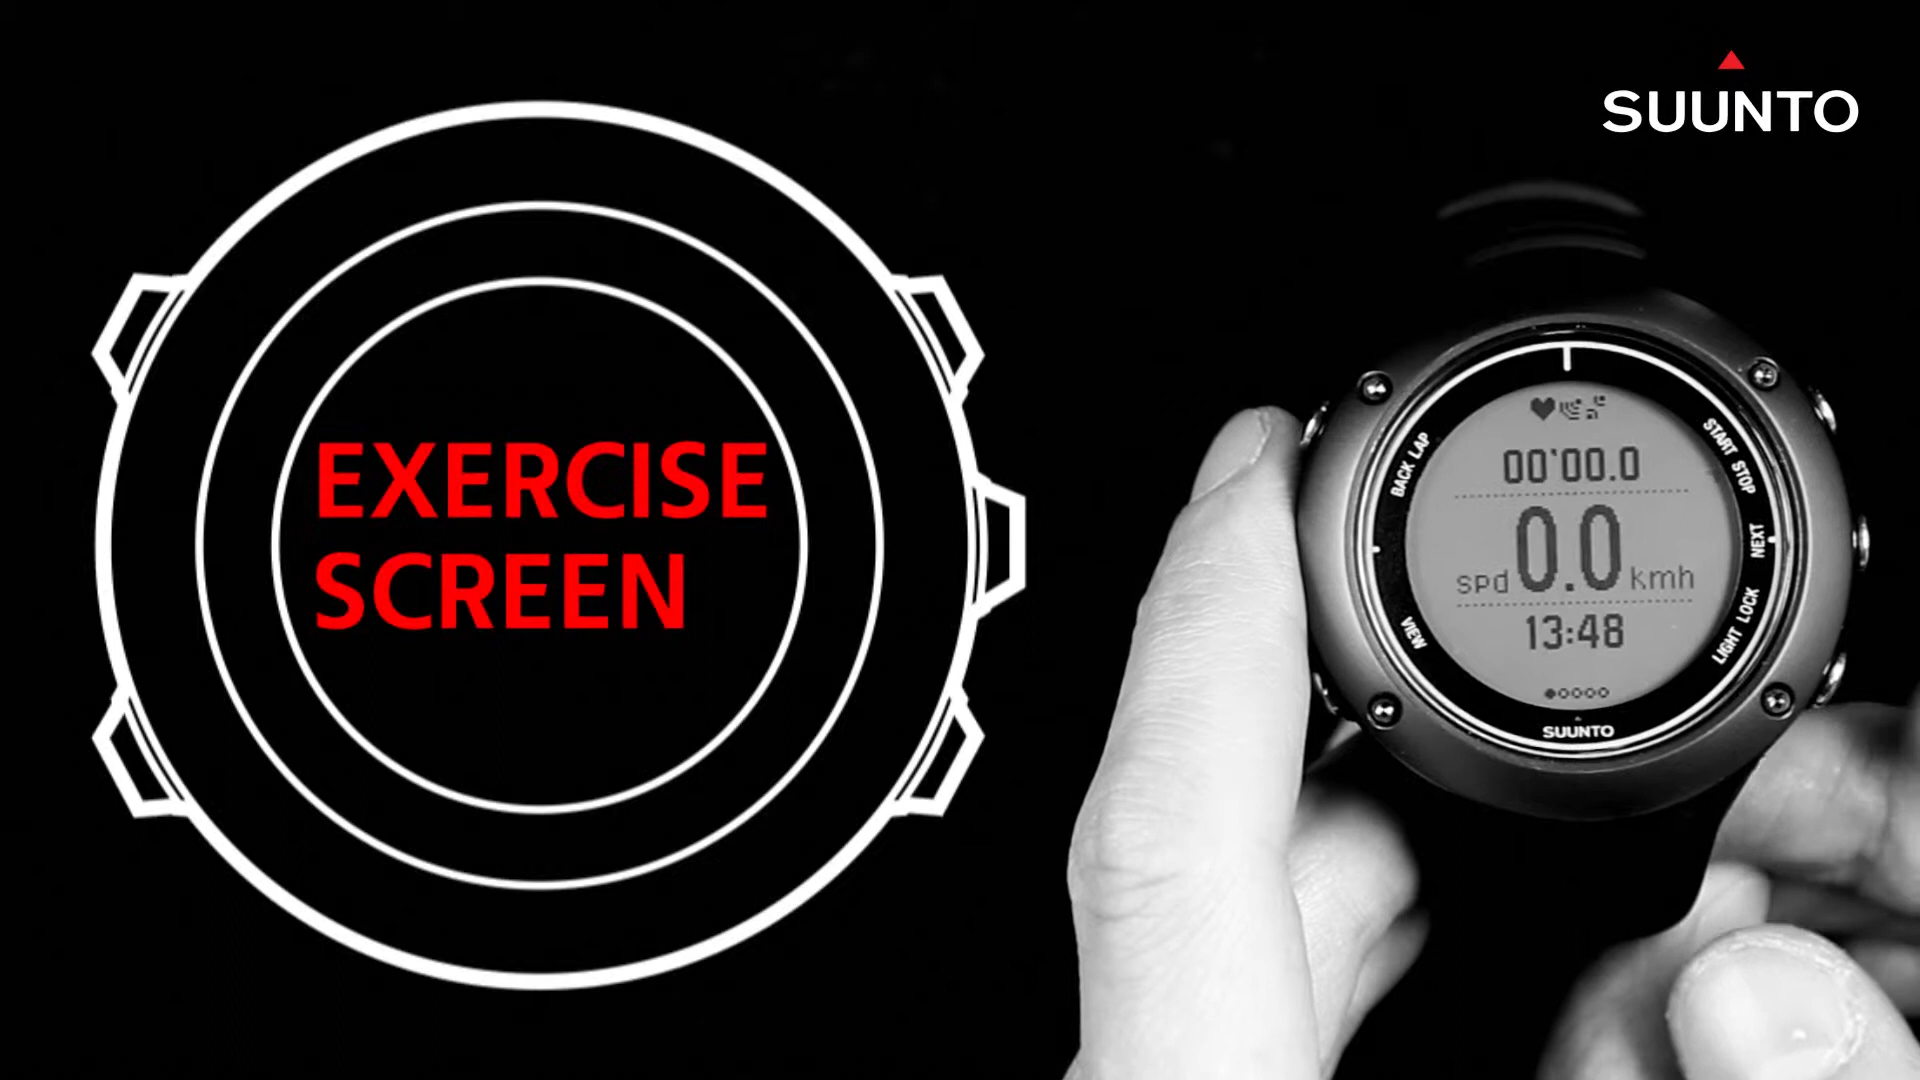 SUUNTO
EXERCISE
SCREEN
BACK LAP
START STOP
NEXT
LIGHT LOCK
VIEW
00'00.0
spd 0.0 kmh
13:48
SUUNTO